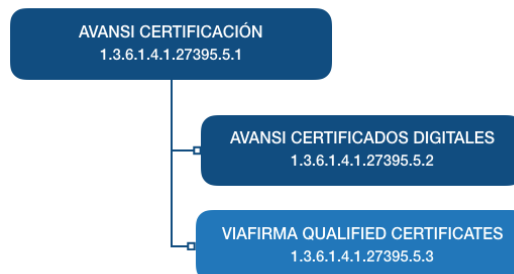 AVANSI CERTIFICACIÓN
1.3.6.1.4.1.27395.5.1
AVANSI CERTIFICADOS DIGITALES
1.3.6.1.4.1.27395.5.2
VIAFIRMA QUALIFIED CERTIFICATES
1.3.6.1.4.1.27395.5.3